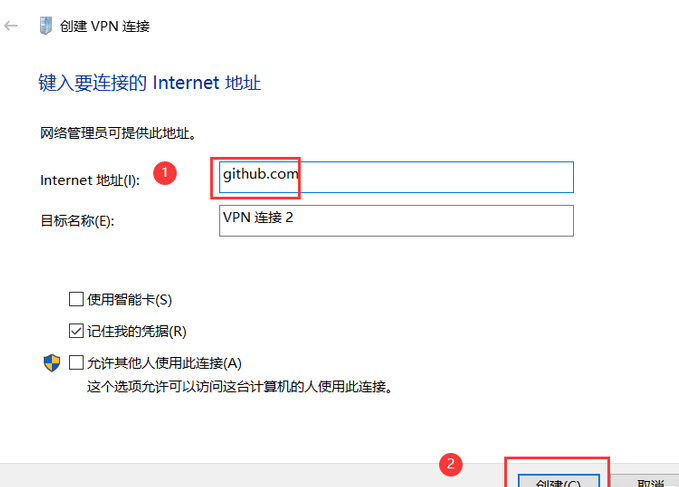 创建 VPN 连接
键入要连接的 Internet 地址
网络管理员可提供此地址。
Internet 地址(I): 1 github.com
目标名称(E): VPN 连接 2
使用智能卡(S)
记住我的凭据(R)
允许其他人使用此连接(A)
这个选项允许可以访问这台计算机的人使用此连接。
2
创建(C) 取消